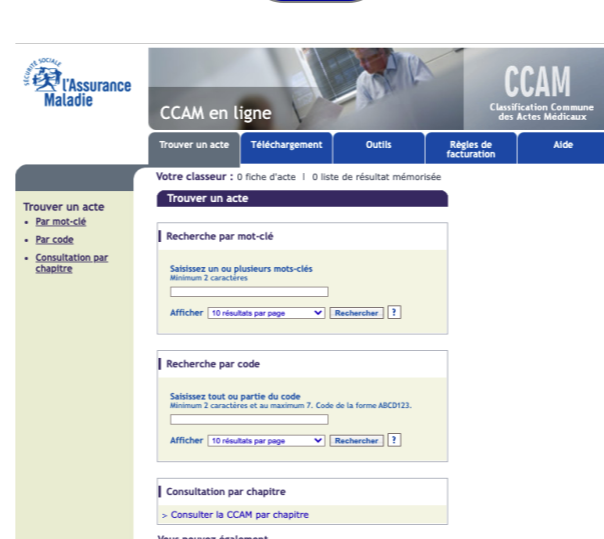 SÉCURITÉ SOCIALE
l'Assurance
Maladie
CCAM en ligne
CCAM
Classification Commune
des Actes Médicaux
Trouver un acte
Téléchargement
Outils
Règles de
facturation
Aide
Votre classeur : 0 fiche d'acte | 0 liste de résultat mémorisée
Trouver un acte
Par mot-clé
Par code
Consultation par
chapitre
Trouver un acte
Recherche par mot-clé
Saisissez un ou plusieurs mots-clés
Minimum 2 caractères
Afficher 10 résultats par page Rechercher ?
Recherche par code
Saisissez tout ou partie du code
Minimum 2 caractères et au maximum 7. Code de la forme ABCD123.
Afficher 10 résultats par page Rechercher ?
Consultation par chapitre
> Consulter la CCAM par chapitre
Vous pouvez également